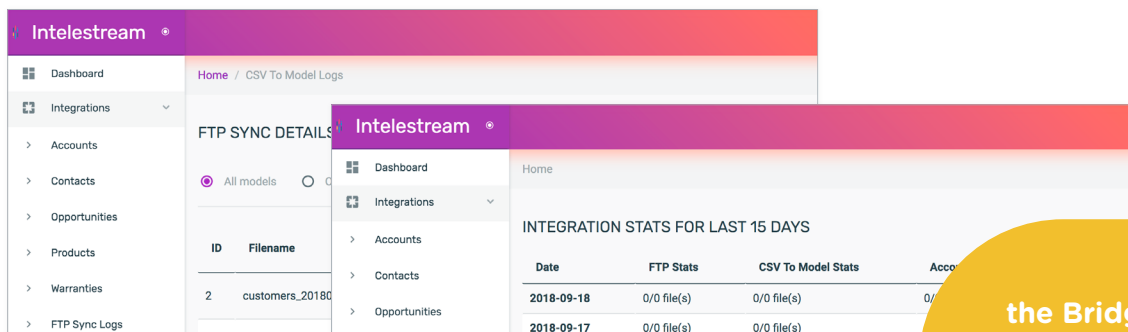 Intelestream
Dashboard
Home / CSV To Model Logs
Integrations
FTP SYNC DETAILS
Accounts
Contacts
All models
Opportunities
Products
ID Filename
Warranties
2 customers_20180
FTP Sync Logs
Intelestream
Dashboard
Home
Integrations
INTEGRATION STATS FOR LAST 15 DAYS
Accounts
Date FTP Stats CSV To Model Stats
Contacts
2018-09-18 0/0 file(s) 0/0 file(s)
Opportunities
2018-09-17 0/0 file(s) 0/0 file(s)
the